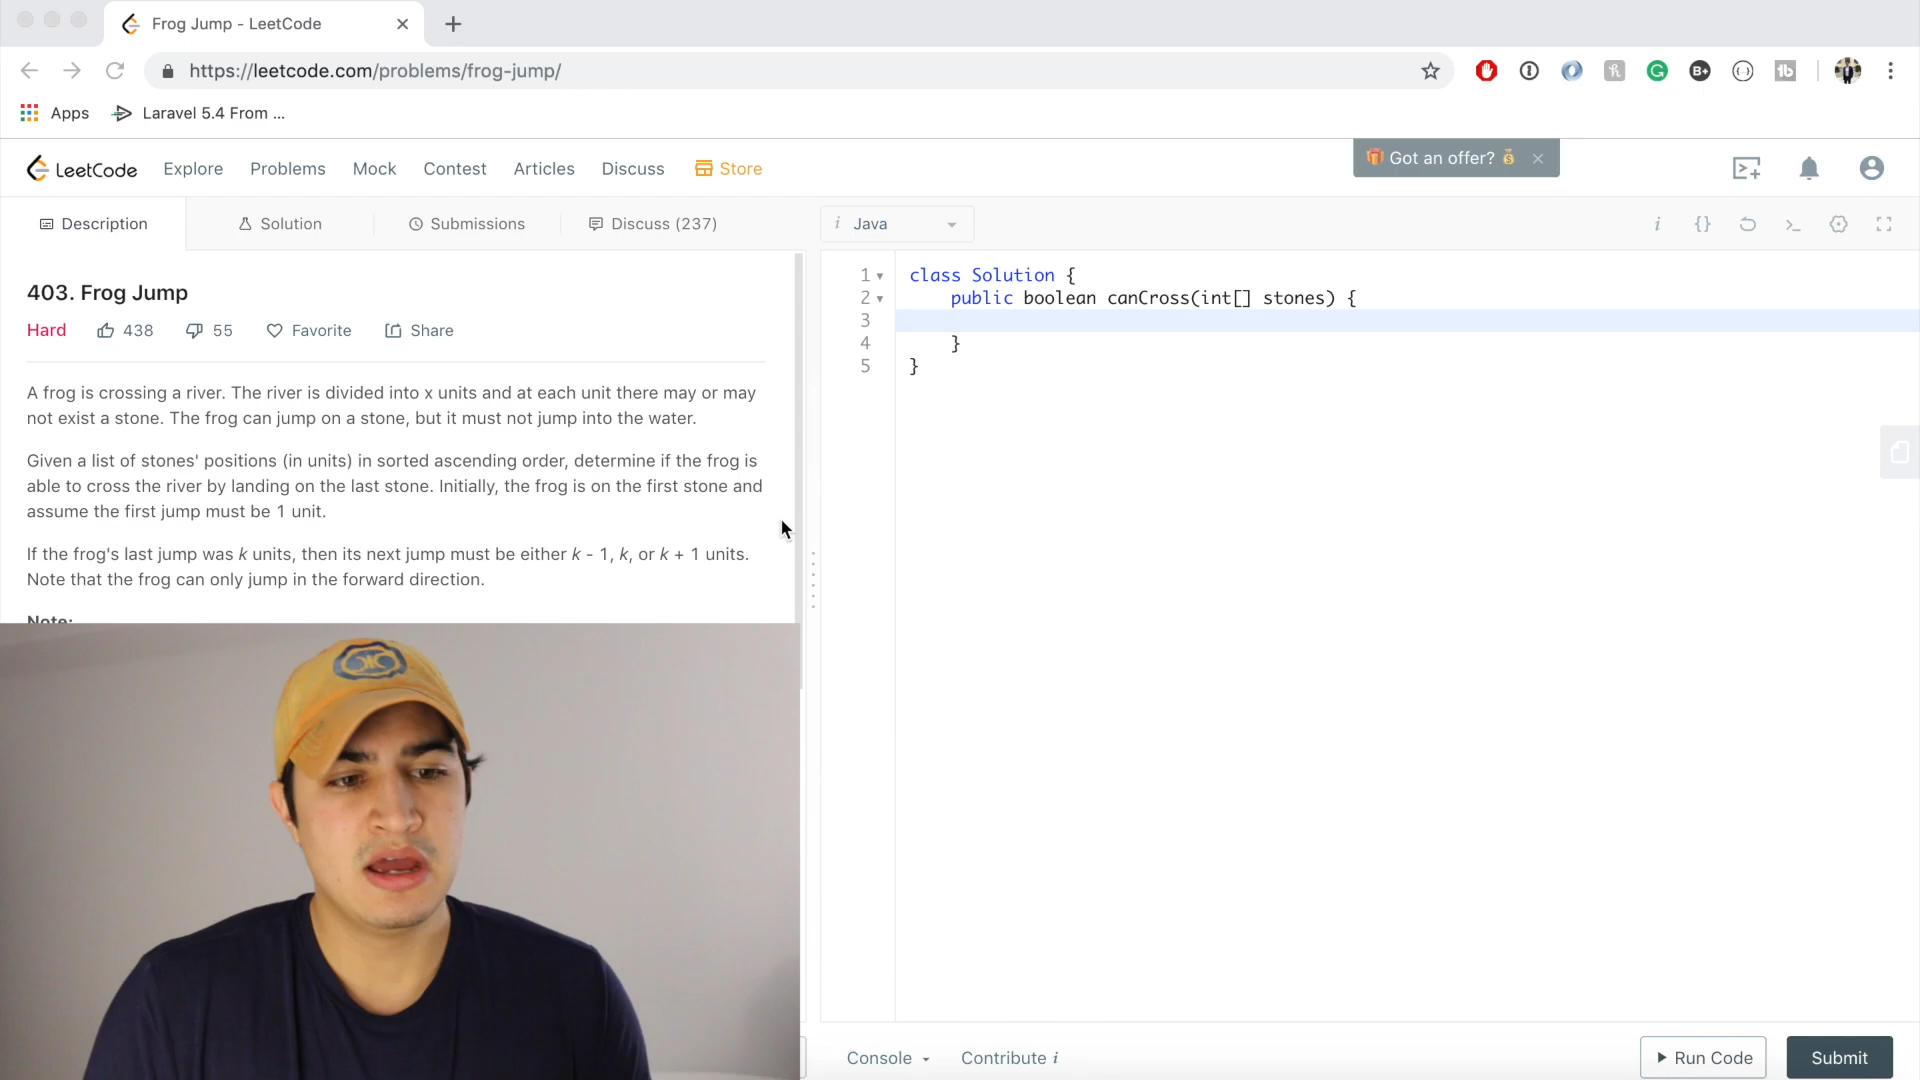 Frog Jump - LeetCode
https://leetcode.com/problems/frog-jump/
Apps
Laravel 5.4 From ...
LeetCode
Explore
Problems
Mock
Contest
Articles
Discuss
Store
Got an offer?
Description
Solution
Submissions
Discuss (237)
i Java
403. Frog Jump
Hard
438
55
Favorite
Share
A frog is crossing a river. The river is divided into x units and at each unit there may or may
not exist a stone. The frog can jump on a stone, but it must not jump into the water.
Given a list of stones' positions (in units) in sorted ascending order, determine if the frog is
able to cross the river by landing on the last stone. Initially, the frog is on the first stone and
assume the first jump must be 1 unit.
If the frog's last jump was k units, then its next jump must be either k - 1, k, or k + 1 units.
Note that the frog can only jump in the forward direction.
Note:
1 class Solution {
2 public boolean canCross(int[] stones) {
3
4 }
5 }
Console
Contribute i
Run Code
Submit